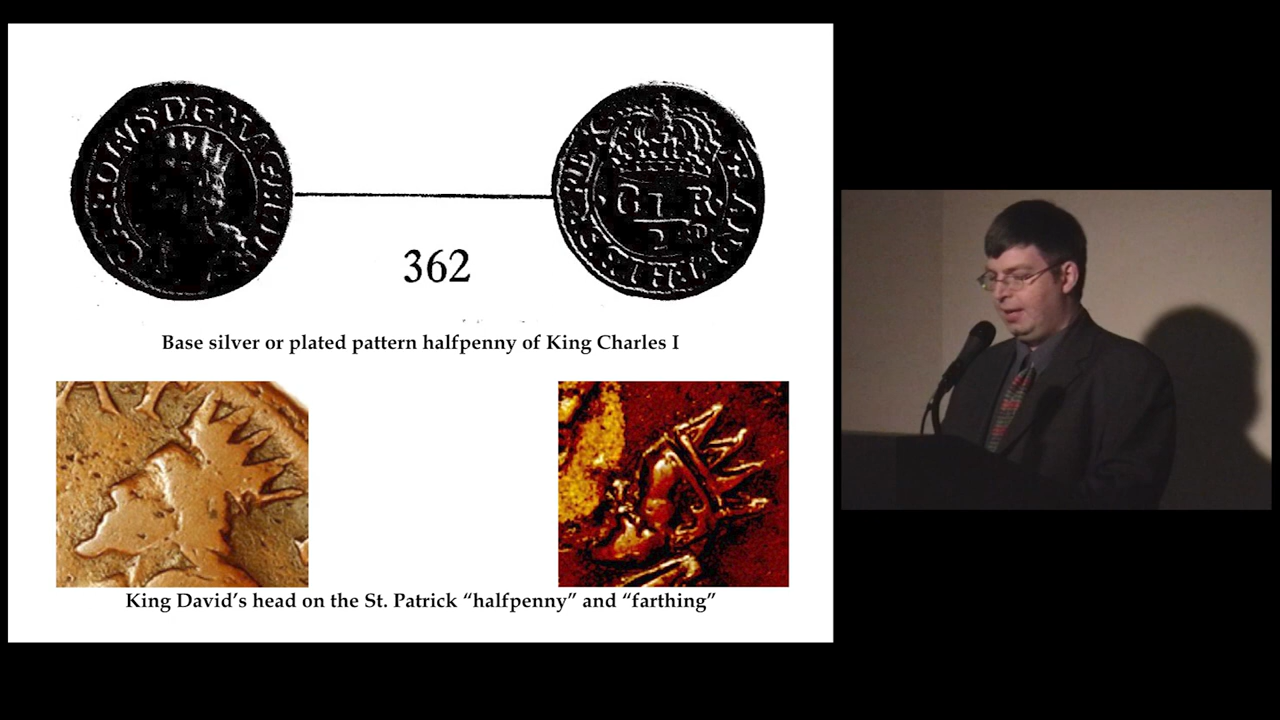 362
Base silver or plated pattern halfpenny of King Charles I
King David's head on the St. Patrick “halfpenny” and “farthing”